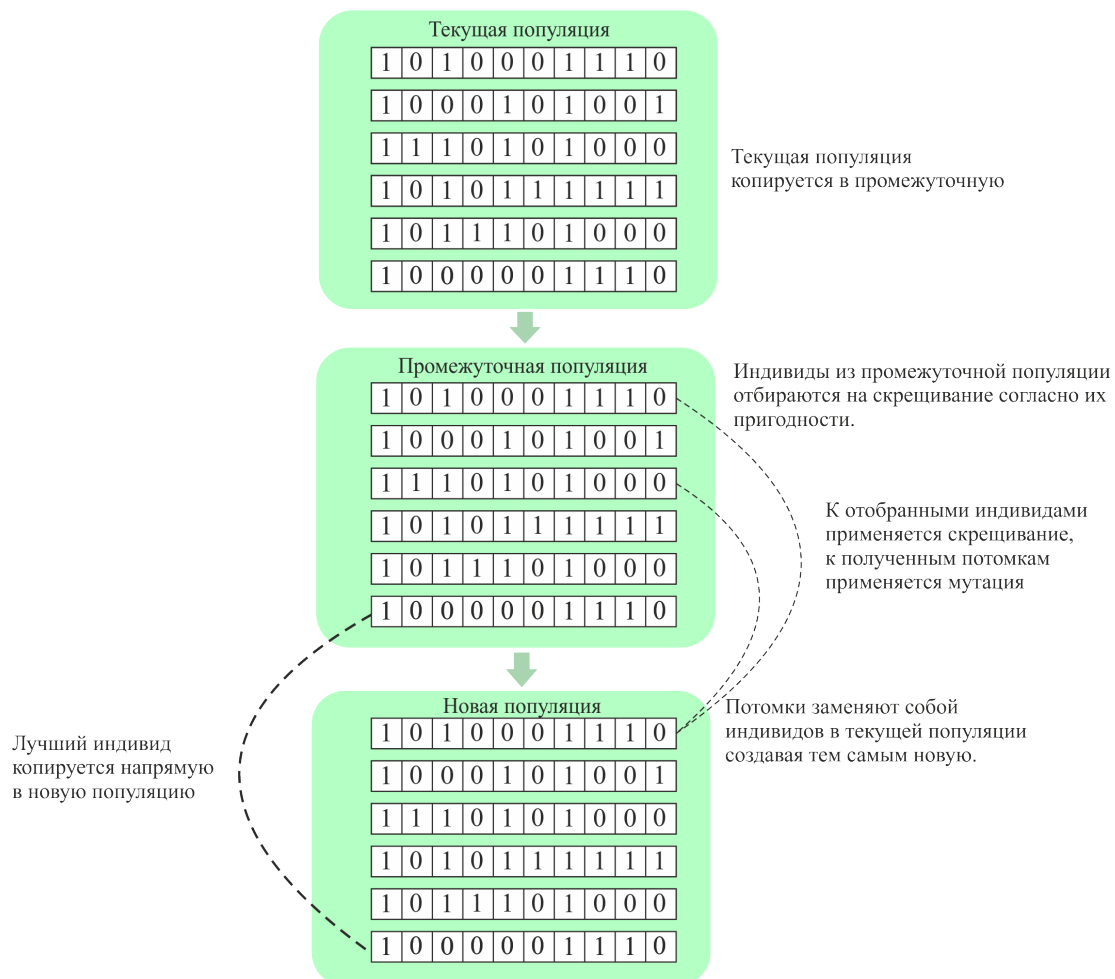 Текущая популяция
1 0 1 0 0 0 1 1 1 0
1 0 0 0 1 0 1 0 0 1
1 1 1 0 1 0 1 0 0 0
1 0 1 0 1 1 1 1 1 1
1 0 1 1 1 0 1 0 0 0
1 0 0 0 0 0 1 1 1 0
Текущая популяция
копируется в промежуточную
Промежуточная популяция
1 0 1 0 0 0 1 1 1 0
1 0 0 0 1 0 1 0 0 1
1 1 1 0 1 0 1 0 0 0
1 0 1 0 1 1 1 1 1 1
1 0 1 1 1 0 1 0 0 0
1 0 0 0 0 0 1 1 1 0
Индивиды из промежуточной популяции
отбираются на скрещивание согласно их
пригодности.
К отобранными индивидами
применяется скрещивание,
к полученным потомкам
применяется мутация
Новая популяция
1 0 1 0 0 0 1 1 1 0
1 0 0 0 1 0 1 0 0 1
1 1 1 0 1 0 1 0 0 0
1 0 1 0 1 1 1 1 1 1
1 0 1 1 1 0 1 0 0 0
1 0 0 0 0 0 1 1 1 0
Потомки заменяют собой
индивидов в текущей популяции
создавая тем самым новую.
Лучший индивид
копируется напрямую
в новую популяцию